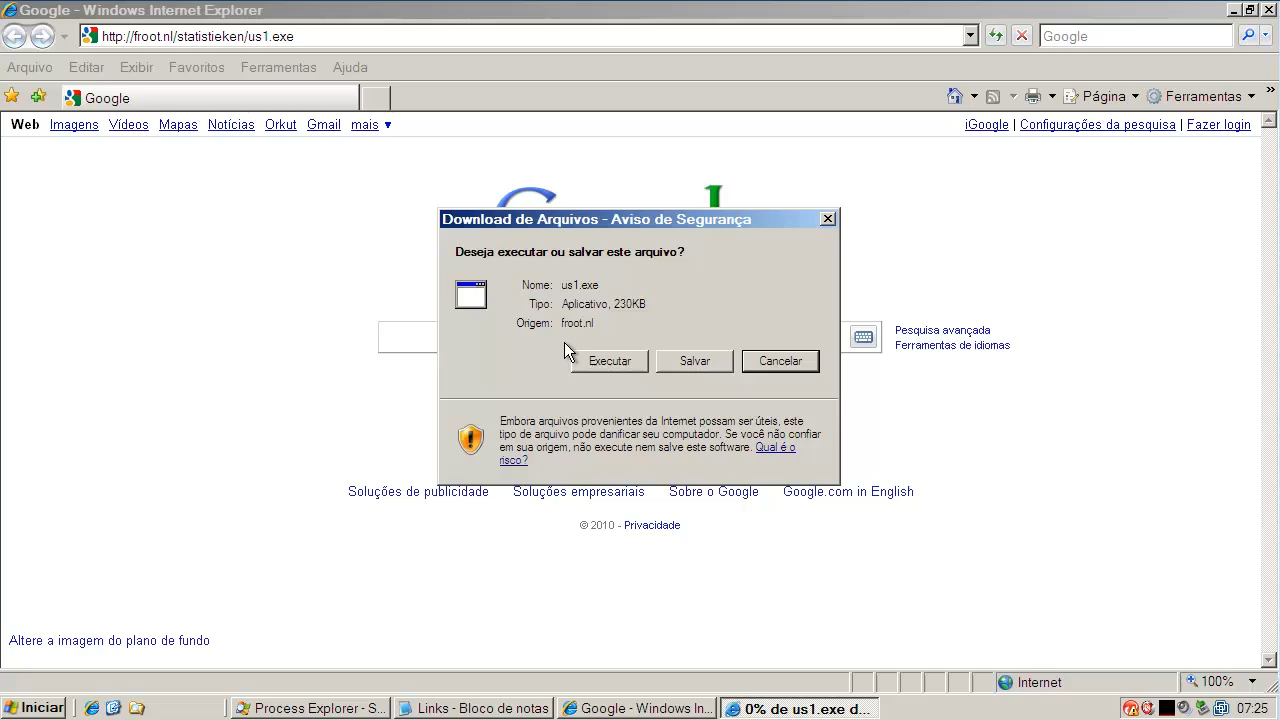 Google - Windows Internet Explorer
http://froot.nl/statistieken/us1.exe
Google
Arquivo Editar Exibir Favoritos Ferramentas Ajuda
Google
Página Ferramentas
Web Imagens Vídeos Mapas Notícias Orkut Gmail mais ▼
iGoogle | Configurações da pesquisa | Fazer login
Download de Arquivos - Aviso de Segurança
Deseja executar ou salvar este arquivo?
Nome: us1.exe
Tipo: Aplicativo, 230KB
Origem: froot.nl
Executar Salvar Cancelar
Pesquisa avançada
Ferramentas de idiomas
Embora arquivos provenientes da Internet possam ser úteis, este
tipo de arquivo pode danificar seu computador. Se você não confiar
em sua origem, não execute nem salve este software. Qual é o
risco?
Soluções de publicidade Soluções empresariais Sobre o Google Google.com in English
© 2010 - Privacidade
Altere a imagem do plano de fundo
Internet 100%
Iniciar Process Explorer - S... Links - Bloco de notas Google - Windows In... 0% de us1.exe d... 07:25